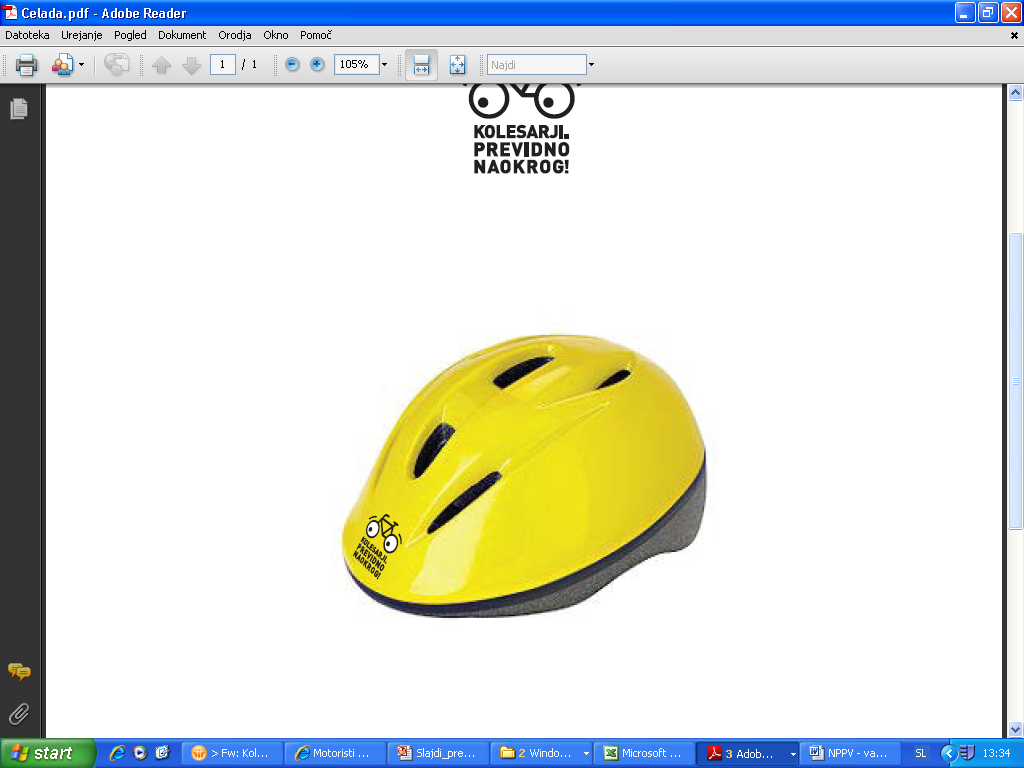 Celada.pdf - Adobe Reader
Datoteka Urejanje Pogled Dokument Orodja Okno Pomoč
1 / 1 105% Najdi
KOLESARJI.
PREVIDNO
NAOKROG!
KOLESARJI.
PREVIDNO
NAOKROG!
start > Fw: Kol... Motoristi ... Slajdi_pre... 2 Windo... Microsoft ... 3 Adob... NPPV - va... SL 13:34